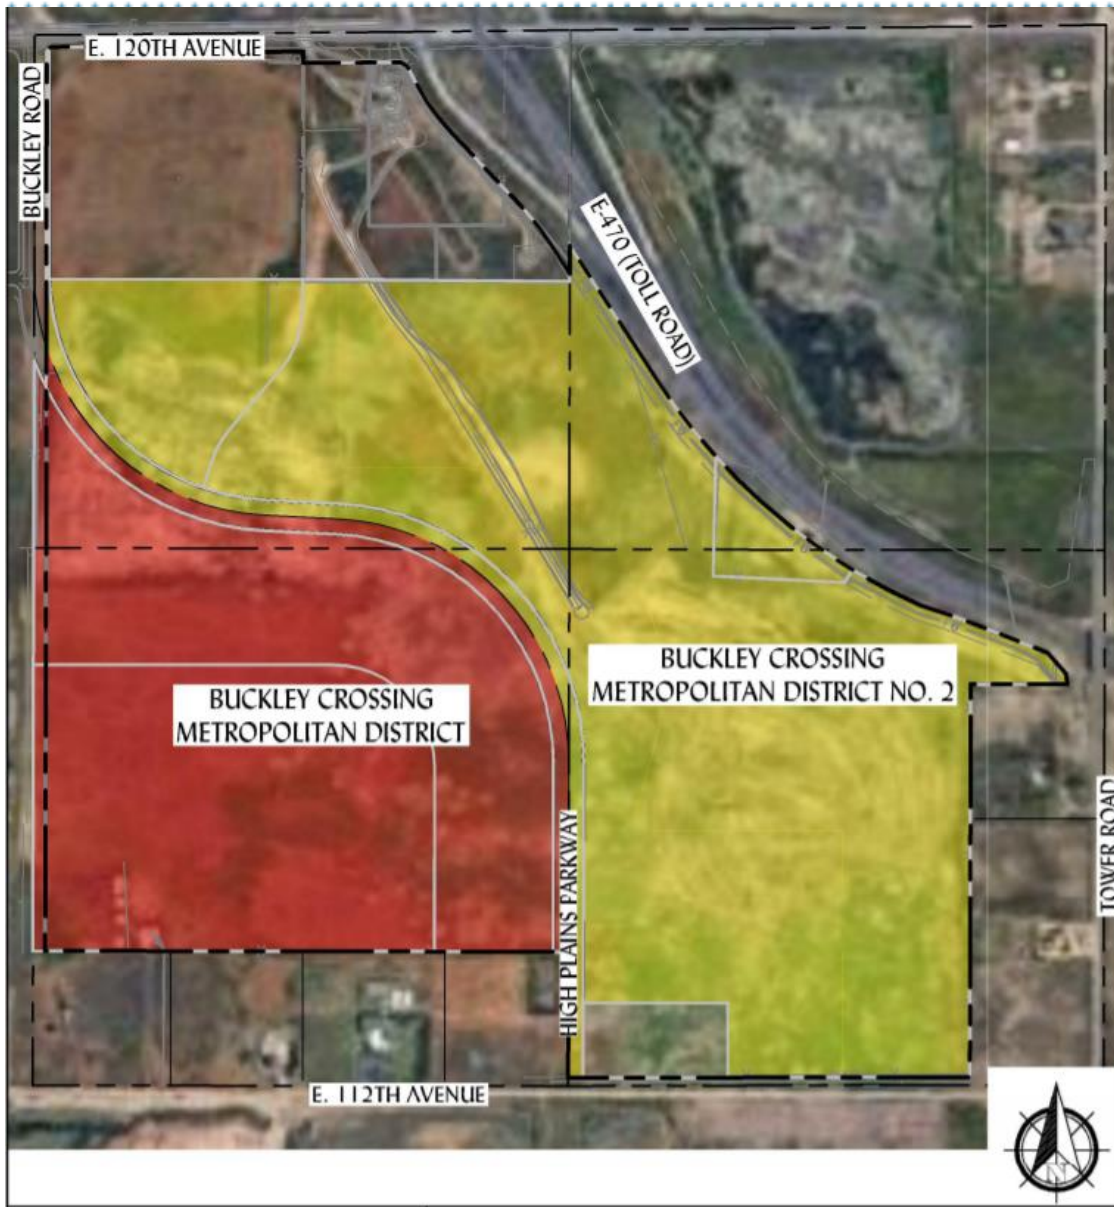 E. 120TH AVENUE
BUCKLEY ROAD
E-470 (TOLL ROAD)
BUCKLEY CROSSING
METROPOLITAN DISTRICT NO. 2
BUCKLEY CROSSING
METROPOLITAN DISTRICT
TOWER ROAD
HIGH PLAINS PARKWAY
E. 112TH AVENUE
N